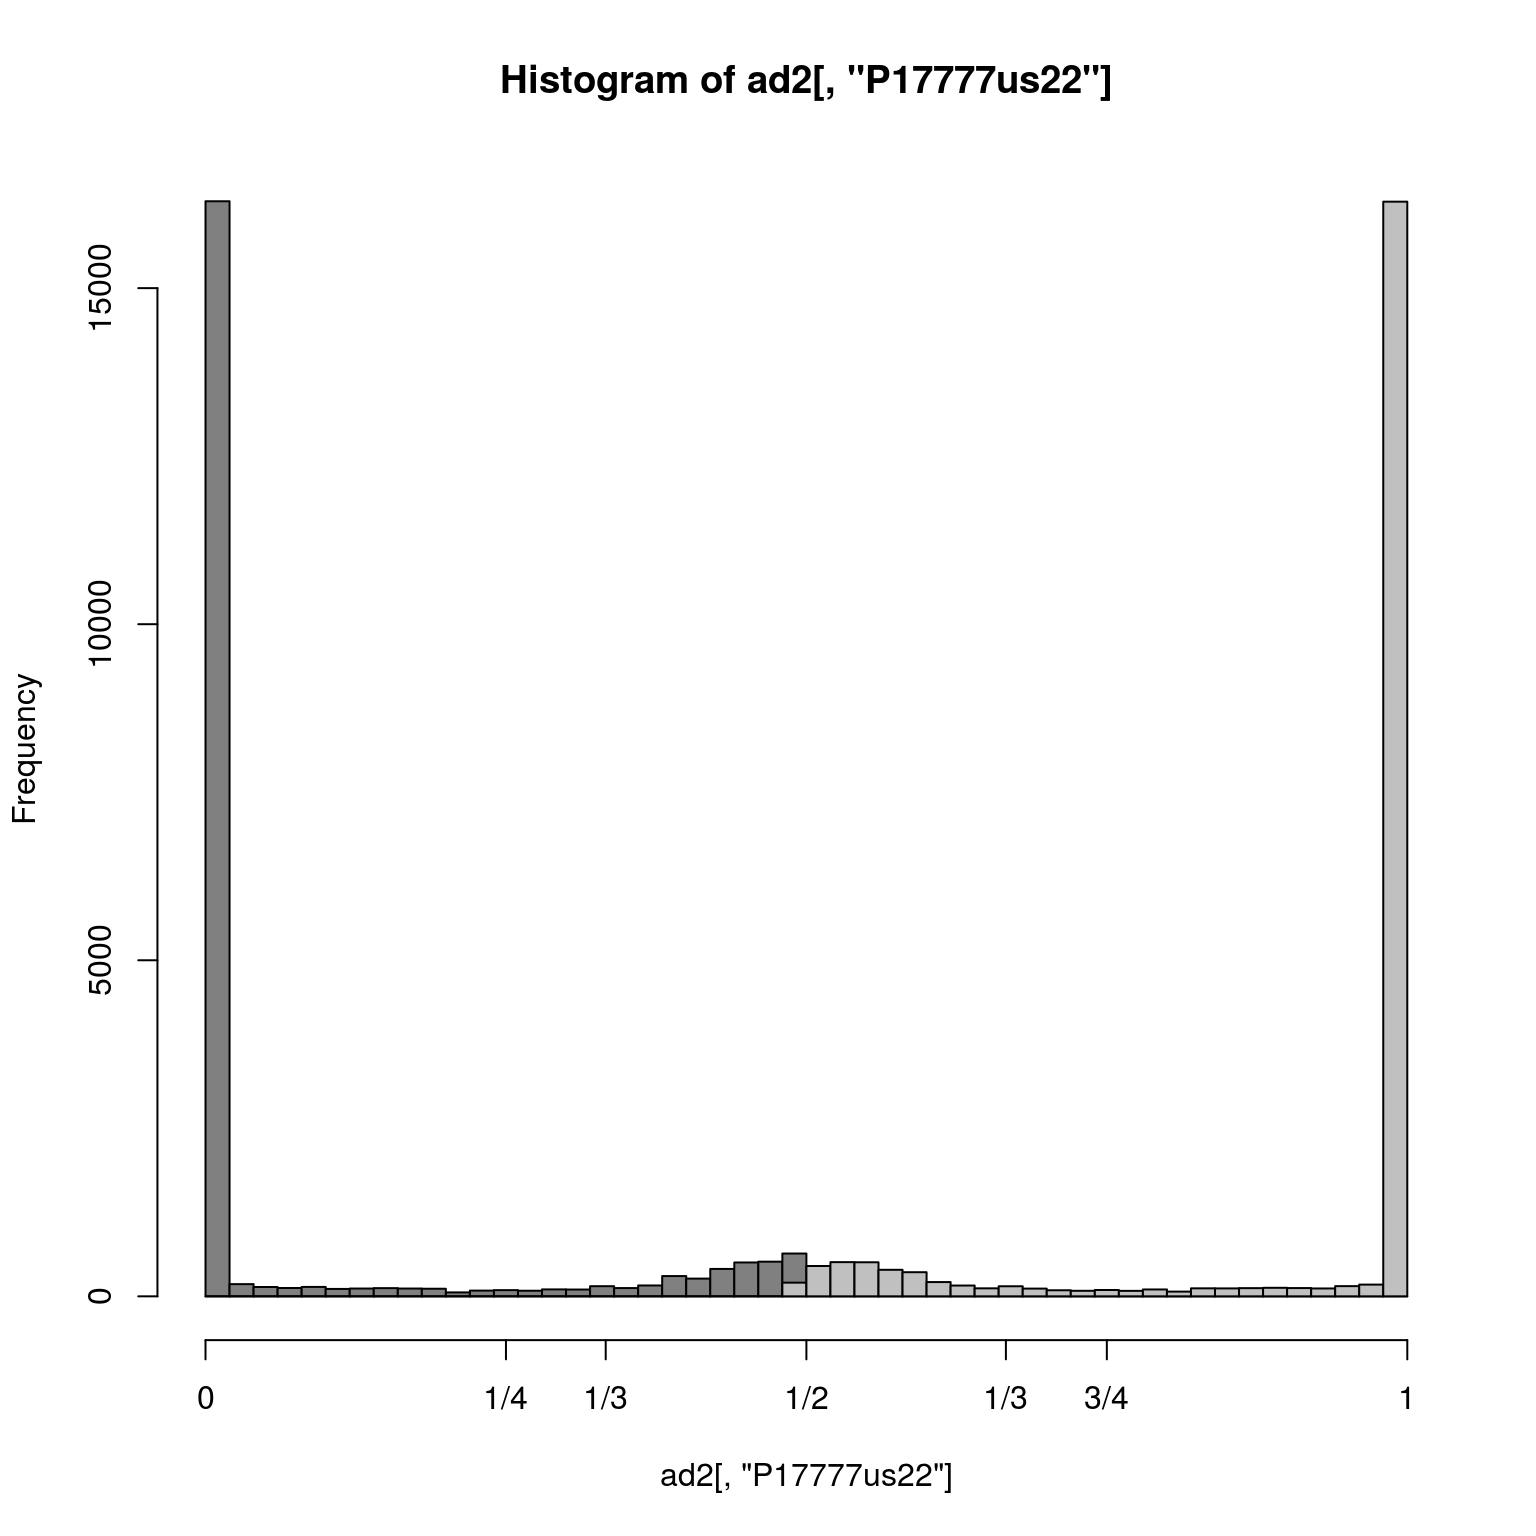 Histogram of ad2[, "P17777us22"]
Frequency
15000
10000
5000
0
0 1/4 1/3 1/2 1/3 3/4 1
ad2[, "P17777us22"]